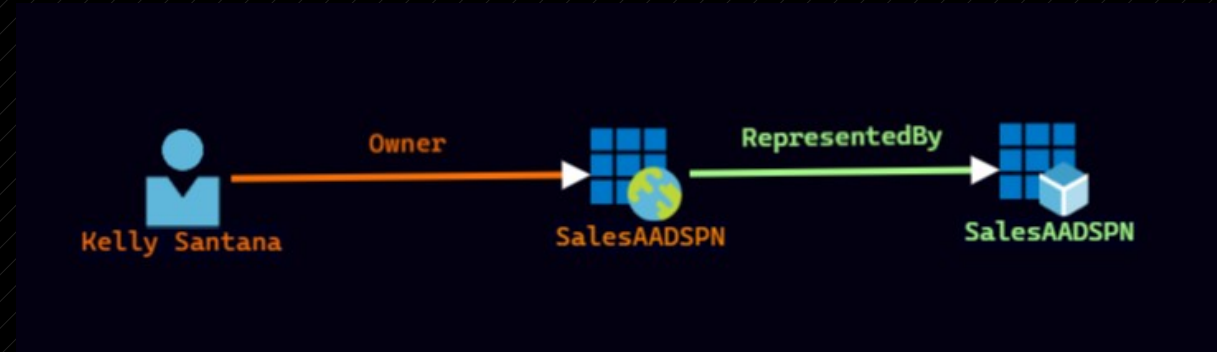 Owner
RepresentedBy
Kelly Santana
SalesAADSPN
SalesAADSPN